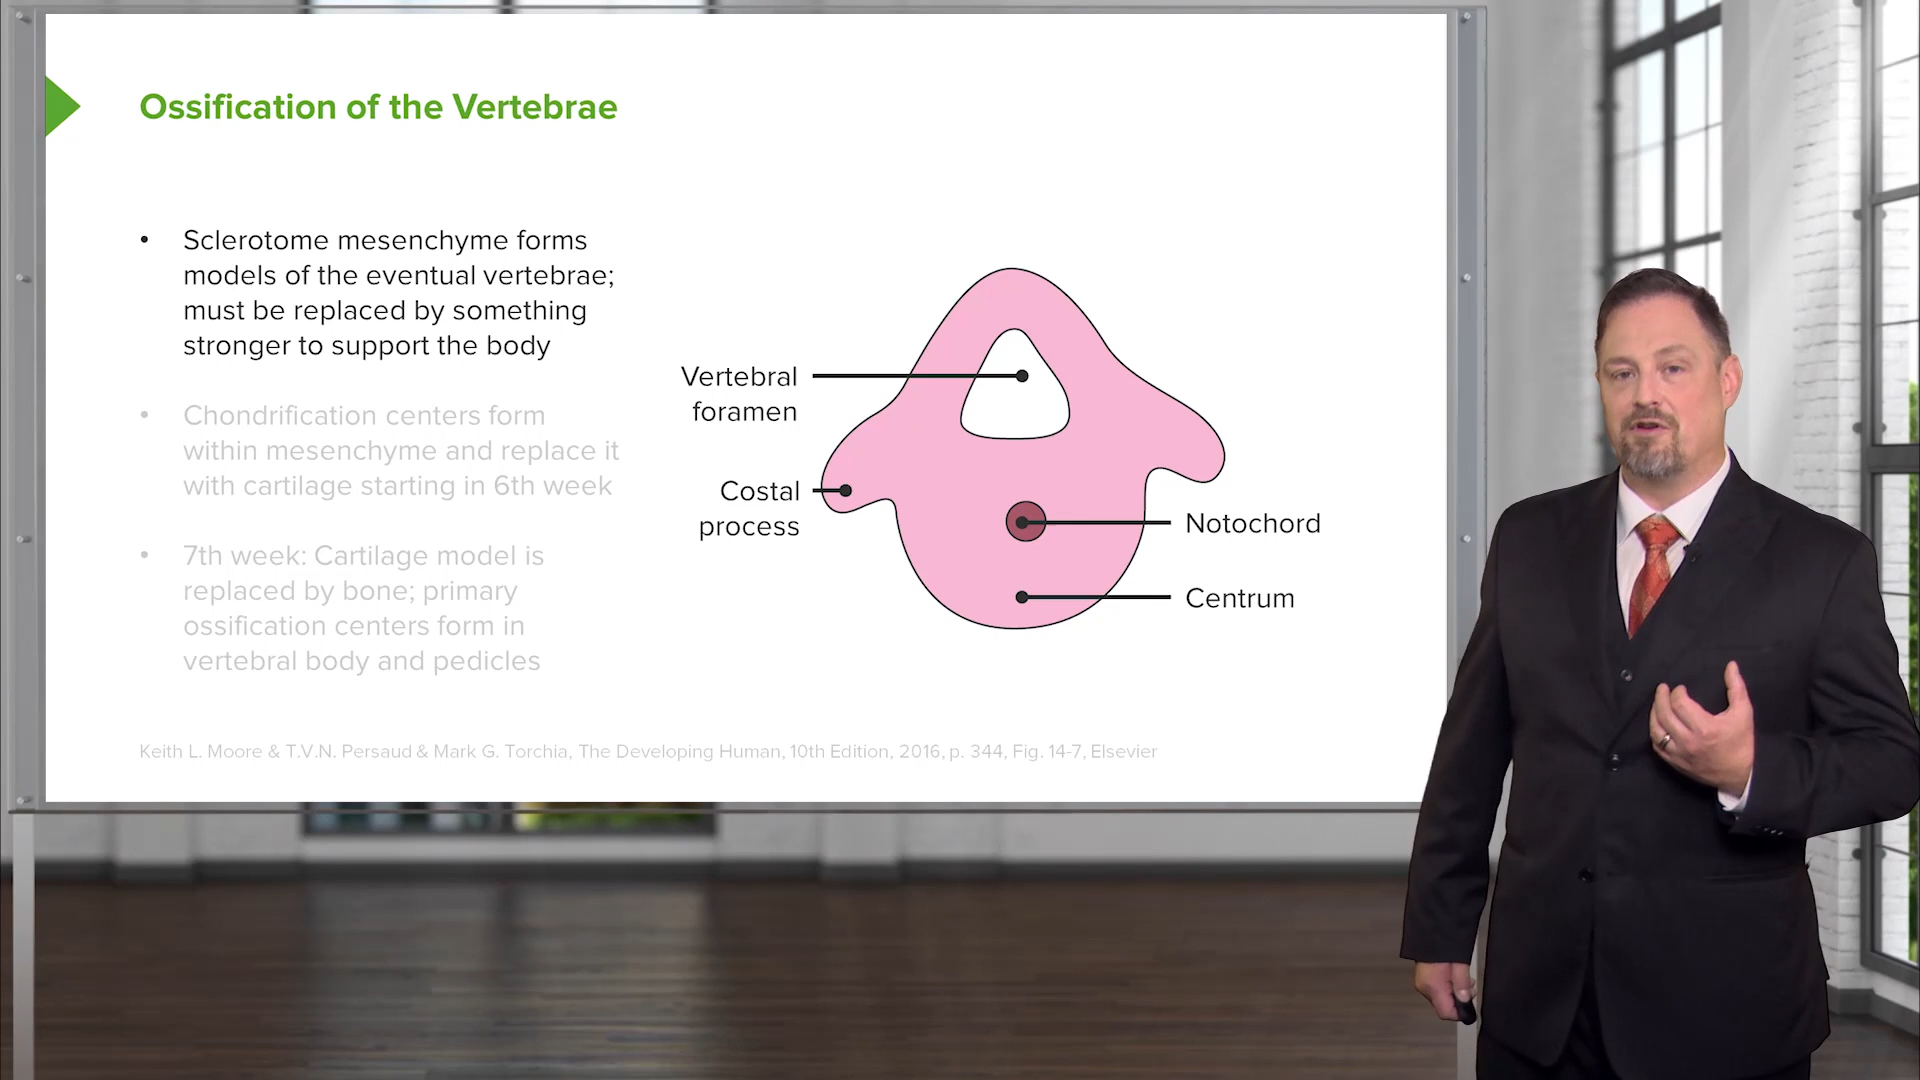 Ossification of the Vertebrae
• Sclerotome mesenchyme forms
models of the eventual vertebrae;
must be replaced by something
stronger to support the body
• Chondrification centers form
within mesenchyme and replace it
with cartilage starting in 6th week
• 7th week: Cartilage model is
replaced by bone; primary
ossification centers form in
vertebral body and pedicles
Vertebral
foramen
Costal
process
Notochord
Centrum
Keith L. Moore & T.V.N. Persaud & Mark G. Torchia, The Developing Human, 10th Edition, 2016, p. 344, Fig. 14-7, Elsevier